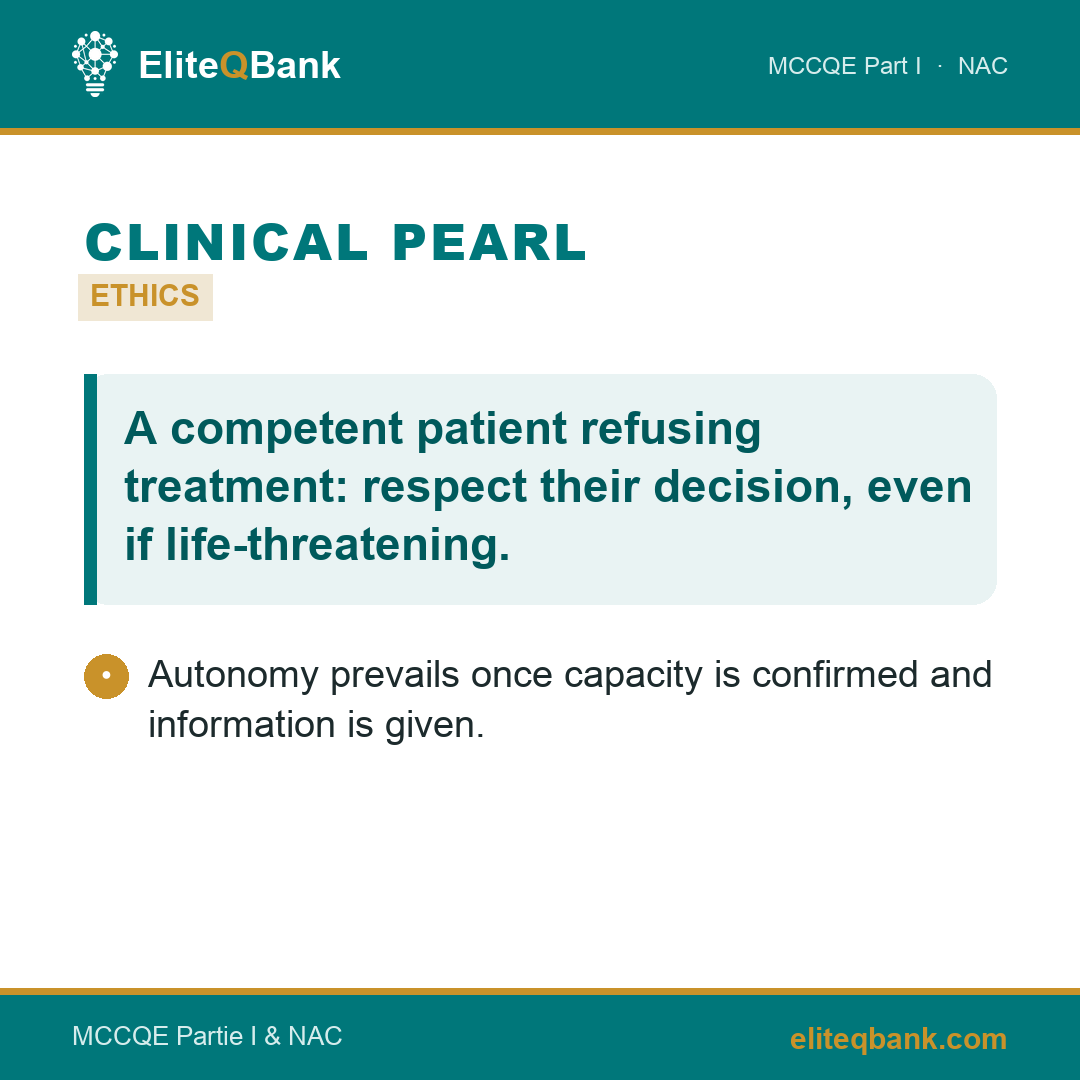 EliteQBank
MCCQE Part I · NAC
CLINICAL PEARL
ETHICS
A competent patient refusing
treatment: respect their decision, even
if life-threatening.
Autonomy prevails once capacity is confirmed and
information is given.
MCCQE Partie I & NAC
eliteqbank.com